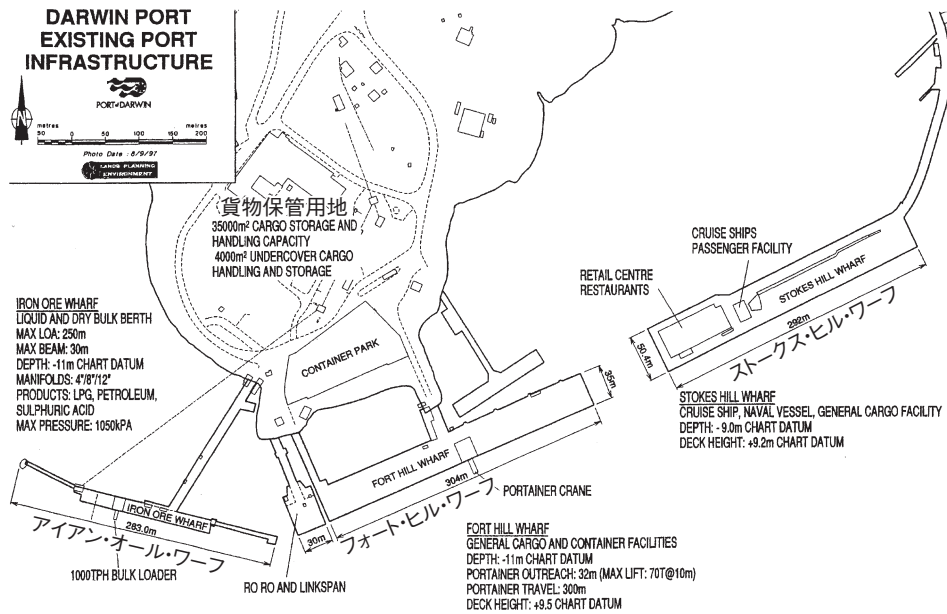 DARWIN PORT
EXISTING PORT
INFRASTRUCTURE
PORT OF DARWIN
N
metres
metres
50 0 50 100 150 200
Photo Date : 8/9/97
LANDS PLANNING
ENVIRONMENT
貨物保管用地
35000m² CARGO STORAGE AND
HANDLING CAPACITY
4000m² UNDERCOVER CARGO
HANDLING AND STORAGE
CRUISE SHIPS
PASSENGER FACILITY
RETAIL CENTRE
RESTAURANTS
STOKES HILL WHARF
292m
50.4m
ストークス・ヒル・ワーフ
STOKES HILL WHARF
CRUISE SHIP, NAVAL VESSEL, GENERAL CARGO FACILITY
DEPTH: - 9.0m CHART DATUM
DECK HEIGHT: +9.2m CHART DATUM
IRON ORE WHARF
LIQUID AND DRY BULK BERTH
MAX LOA: 250m
MAX BEAM: 30m
DEPTH: -11m CHART DATUM
MANIFOLDS: 4"/8"/12"
PRODUCTS: LPG, PETROLEUM,
SULPHURIC ACID
MAX PRESSURE: 1050kPA
CONTAINER PARK
35m
FORT HILL WHARF
304m
PORTAINER CRANE
フォート・ヒル・ワーフ
30m
IRON ORE WHARF
263.0m
アイアン・オール・ワーフ
1000TPH BULK LOADER
RO RO AND LINKSPAN
FORT HILL WHARF
GENERAL CARGO AND CONTAINER FACILITIES
DEPTH: -11m CHART DATUM
PORTAINER OUTREACH: 32m (MAX LIFT: 70T@10m)
PORTAINER TRAVEL: 300m
DECK HEIGHT: +9.5 CHART DATUM